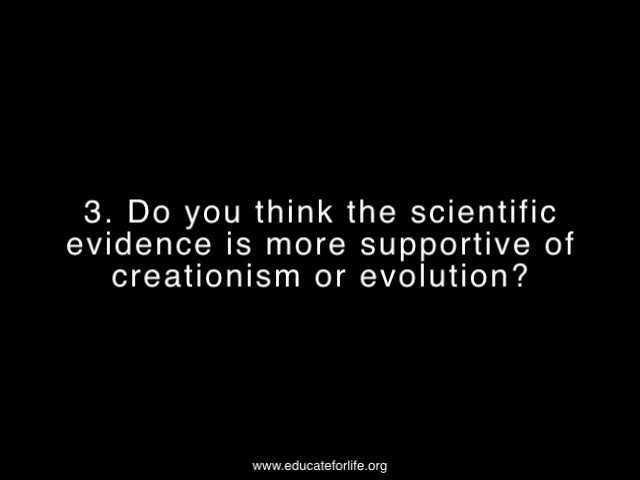 3. Do you think the scientific
evidence is more supportive of
creationism or evolution?
www.educateforlife.org